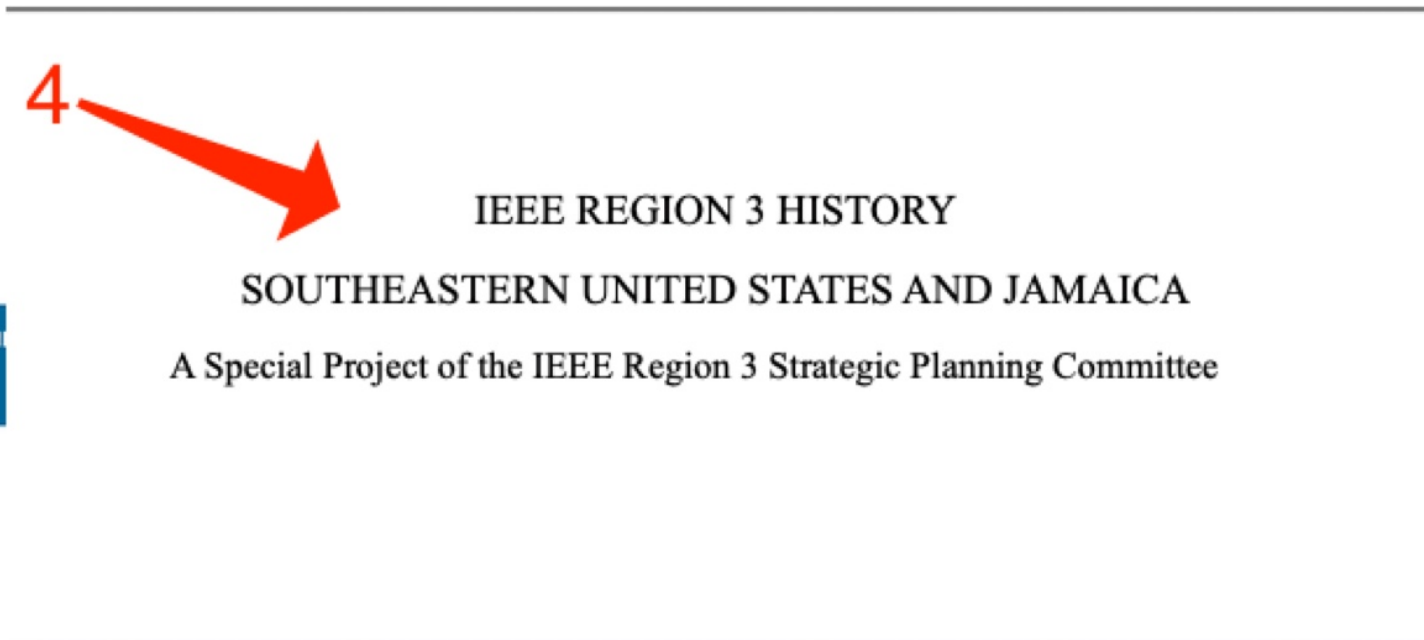 4
IEEE REGION 3 HISTORY
SOUTHEASTERN UNITED STATES AND JAMAICA
A Special Project of the IEEE Region 3 Strategic Planning Committee